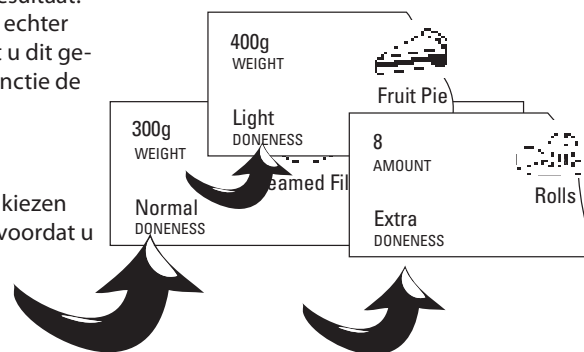 resultaat.
echter
t u dit ge-
nctie de
kiezen
voordat u
400g
WEIGHT
Fruit Pie
Light
DONENESS
300g
WEIGHT
eamed Fil
Normal
DONENESS
8
AMOUNT
Rolls
Extra
DONENESS